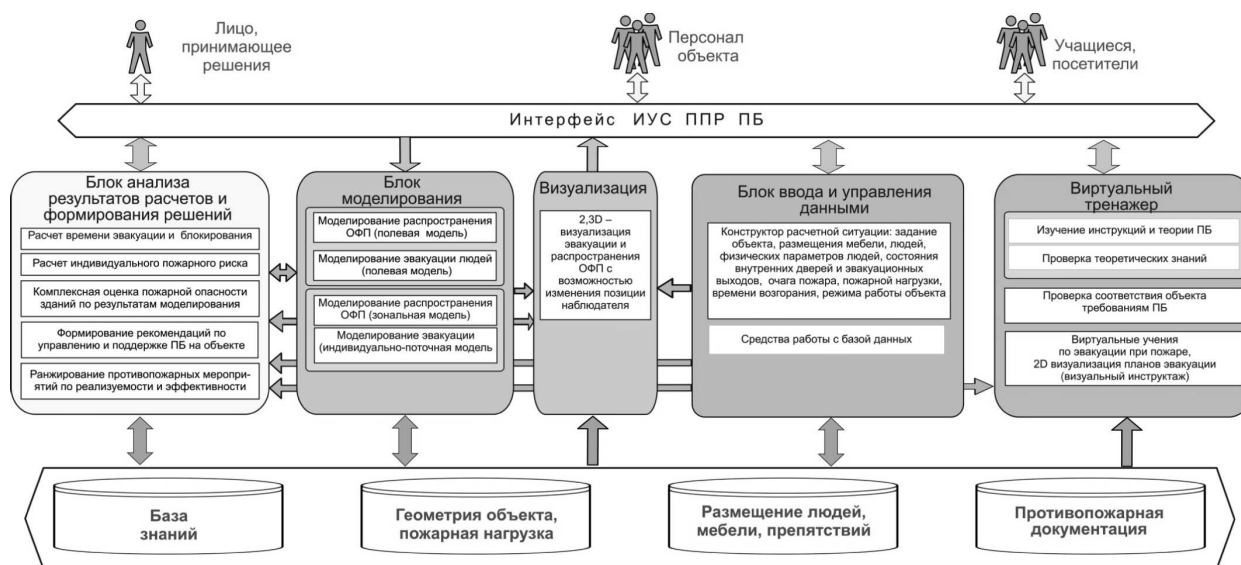 Лицо,
принимающее
решения
Персонал
объекта
Учащиеся,
посетители
Интерфейс ИУС ППР ПБ
Блок анализа
результатов расчетов и
формирования решений
Расчет времени эвакуации и блокирования
Расчет индивидуального пожарного риска
Комплексная оценка пожарной опасности
зданий по результатам моделирования
Формирование рекомендаций по
управлению и поддержке ПБ на объекте
Ранжирование противопожарных меропри-
ятий по реализуемости и эффективности
Блок
моделирования
Моделирование распространения
ОФП (полевая модель)
Моделирование эвакуации людей
(полевая модель)
Моделирование распространения
ОФП (зональная модель)
Моделирование эвакуации
(индивидуально-поточная модель
Визуализация
2,3D –
визуализация
эвакуации и
распространения
ОФП с
возможностью
изменения позиции
наблюдателя
Блок ввода и управления
данными
Конструктор расчетной ситуации: задание
объекта, размещения мебели, людей,
физических параметров людей, состояния
внутренних дверей и эвакуационных
выходов, очага пожара, пожарной нагрузки,
времени возгорания, режима работы объекта
Средства работы с базой данных
Виртуальный
тренажер
Изучение инструкций и теории ПБ
Проверка теоретических знаний
Проверка соответствия объекта
требованиям ПБ
Виртуальные учения
по эвакуации при пожаре,
2D визуализация планов эвакуации
(визуальный инструктаж)
База
знаний
Геометрия объекта,
пожарная нагрузка
Размещение людей,
мебели, препятствий
Противопожарная
документация